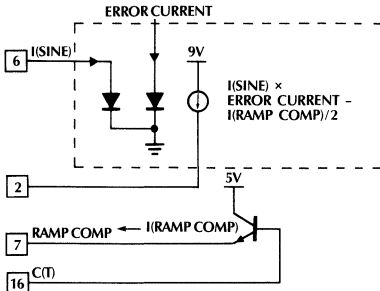 ERROR CURRENT
6 I(SINE)
9V
I(SINE) ×
ERROR CURRENT –
I(RAMP COMP)/2
2
5V
7 RAMP COMP I(RAMP COMP)
16 C(T)